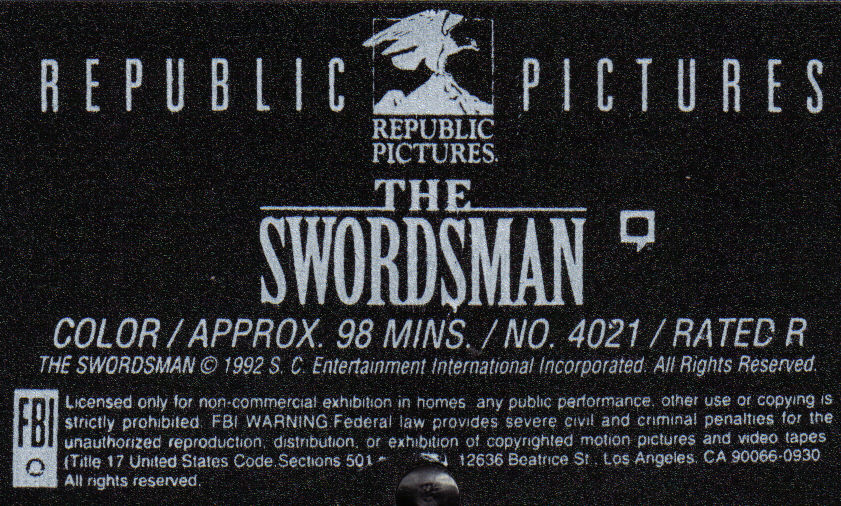 REPUBLIC PICTURES
REPUBLIC
PICTURES.
THE
SWORDSMAN
COLOR / APPROX. 98 MINS. / NO. 4021 / RATED R
THE SWORDSMAN © 1992 S. C. Entertainment International Incorporated. All Rights Reserved.
FBI
Licensed only for non-commercial exhibition in homes. any public performance, other use or copying is
strictly prohibited. FBI WARNING:Federal law provides severe civil and criminal penalties for the
unauthorized reproduction, distribution, or exhibition of copyrighted motion pictures and video tapes
(Title 17 United States Code,Sections 501 12636 Beatrice St., Los Angeles, CA 90066-0930
All rights reserved.